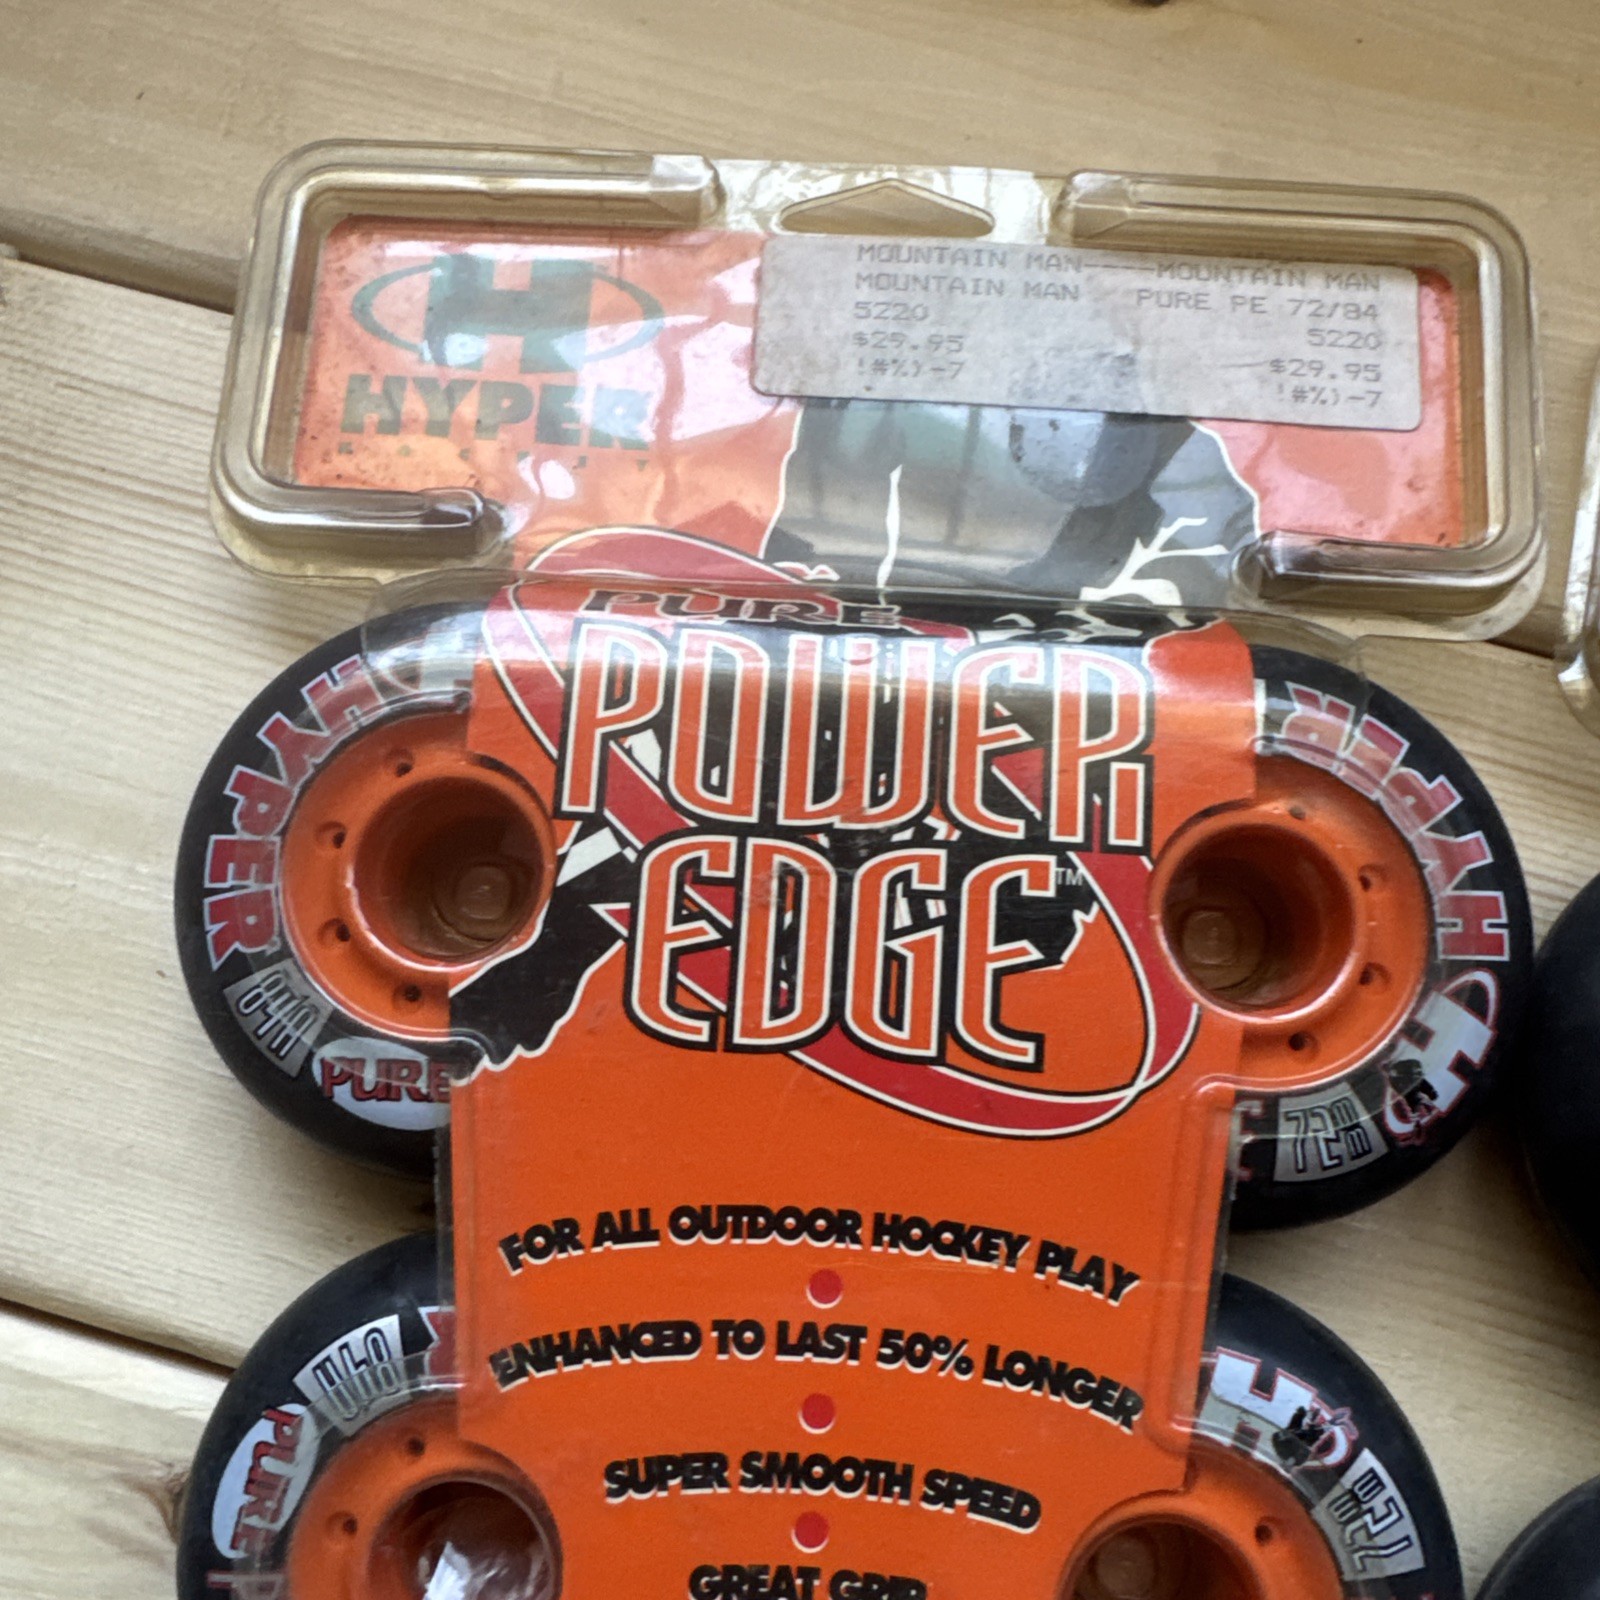 MOUNTAIN MAN----MOUNTAIN MAN
MOUNTAIN MAN PURE PE 72/84
5220 5220
$29.95 $29.95
!#%)-7 !#%)-7
H
HYPER
PURE
POWER
EDGE™
HYPER
84A
PURE
HYPER
H
72mm
FOR ALL OUTDOOR HOCKEY PLAY
ENHANCED TO LAST 50% LONGER
SUPER SMOOTH SPEED
GREAT GRIP
84A
PURE
H
72mm